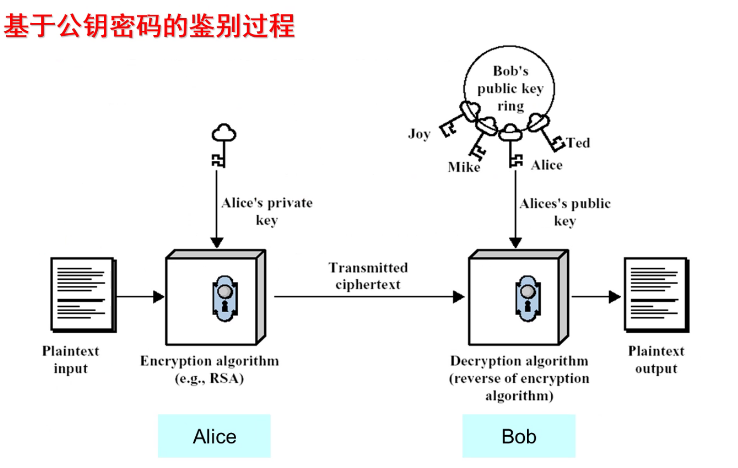 基于公钥密码的鉴别过程
Bob's
public key
ring
Joy
Mike
Alice
Ted
Alice's private
key
Alices's public
key
Transmitted
ciphertext
Plaintext
input
Encryption algorithm
(e.g., RSA)
Decryption algorithm
(reverse of encryption
algorithm)
Plaintext
output
Alice
Bob